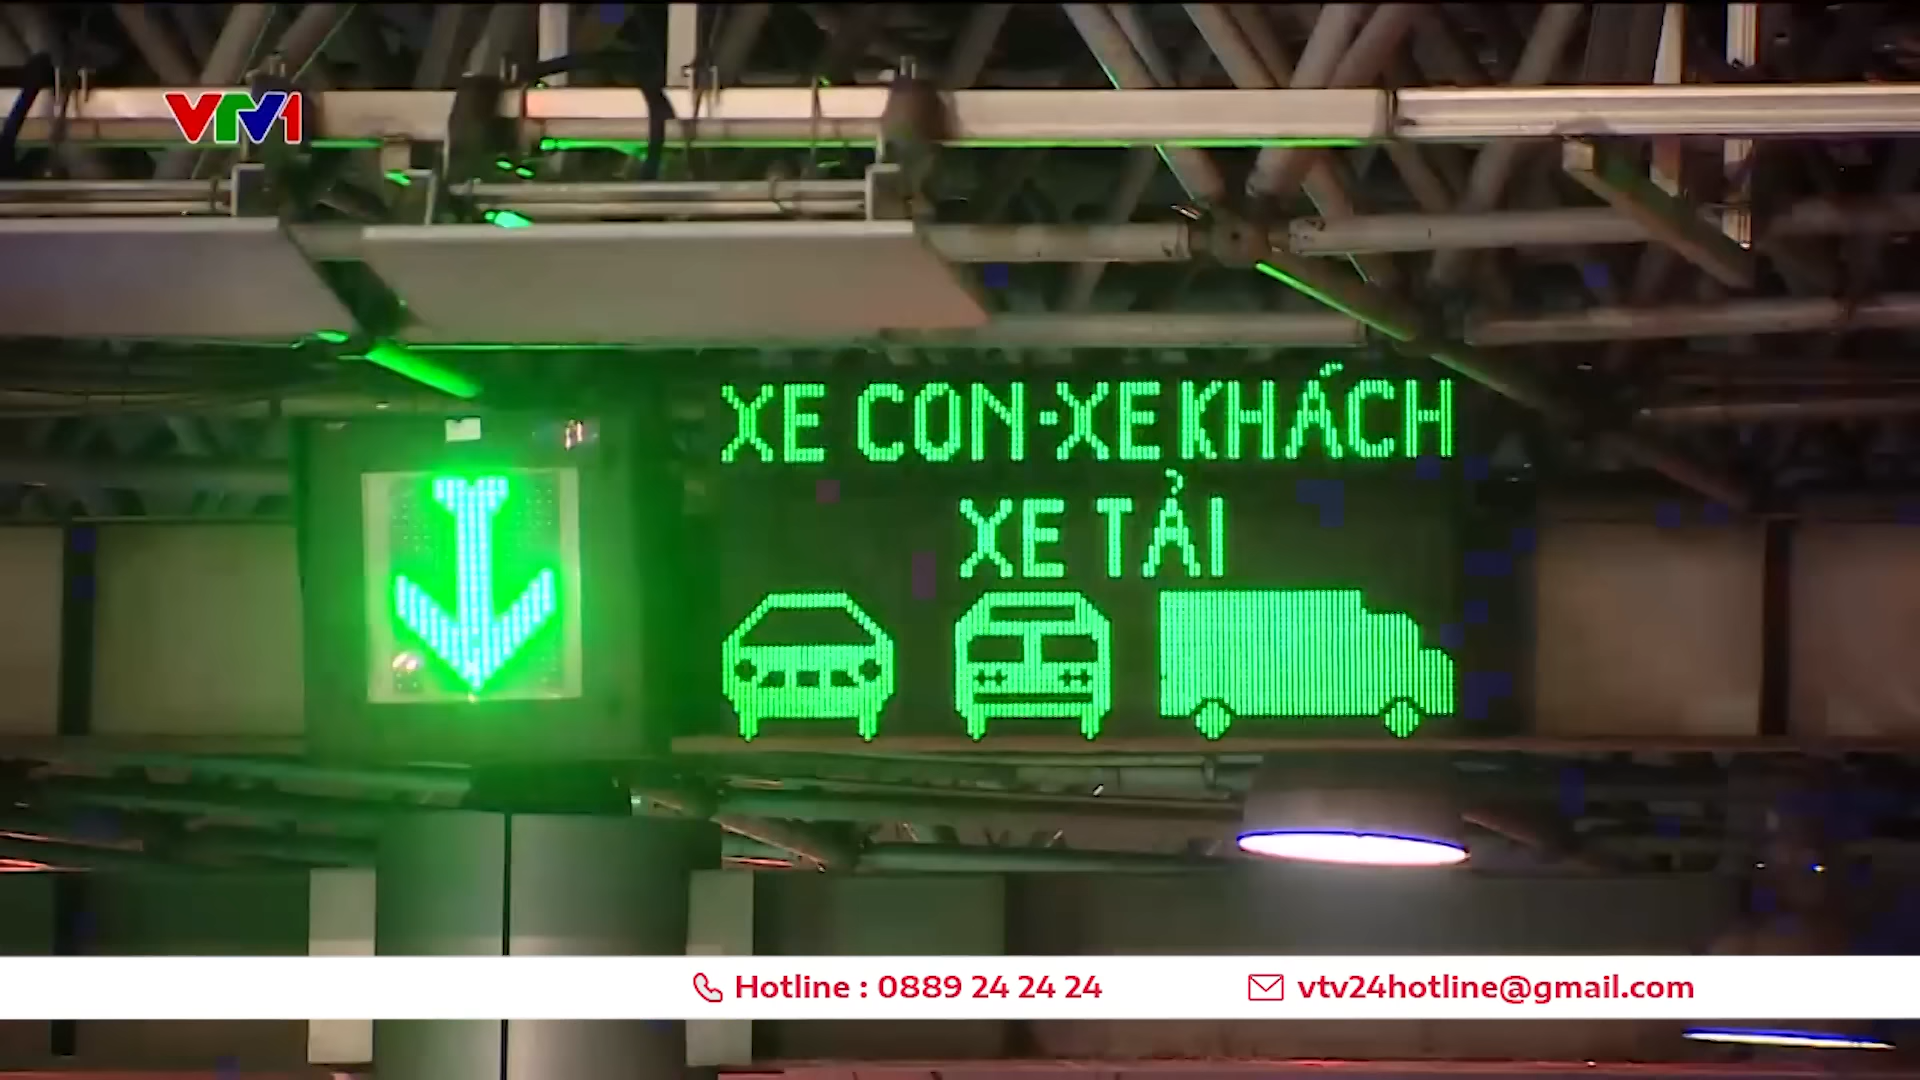 VTV1
XE CON-XE KHÁCH
XE TẢI
Hotline : 0889 24 24 24
vtv24hotline@gmail.com